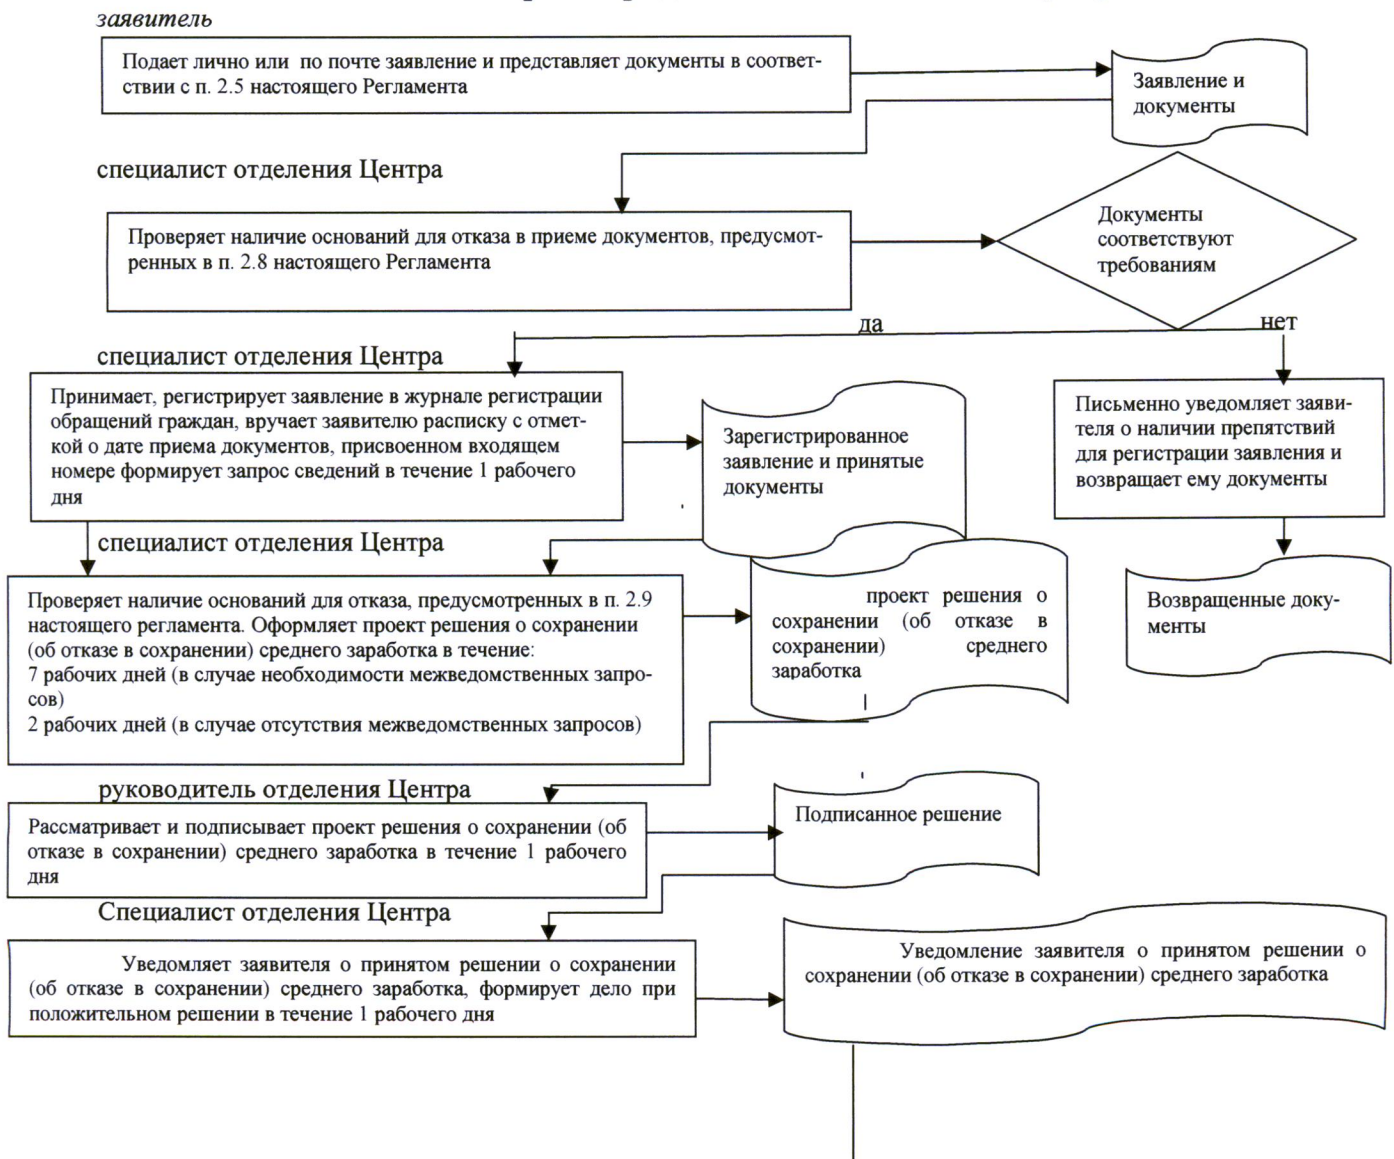 заявитель
Подает лично или по почте заявление и представляет документы в соответ-
ствии с п. 2.5 настоящего Регламента
Заявление и
документы
специалист отделения Центра
Проверяет наличие оснований для отказа в приеме документов, предусмот-
ренных в п. 2.8 настоящего Регламента
Документы
соответствуют
требованиям
да
нет
специалист отделения Центра
Принимает, регистрирует заявление в журнале регистрации
обращений граждан, вручает заявителю расписку с отмет-
кой о дате приема документов, присвоенном входящем
номере формирует запрос сведений в течение 1 рабочего
дня
Зарегистрированное
заявление и принятые
документы
Письменно уведомляет заяви-
теля о наличии препятствий
для регистрации заявления и
возвращает ему документы
специалист отделения Центра
Проверяет наличие оснований для отказа, предусмотренных в п. 2.9
настоящего регламента. Оформляет проект решения о сохранении
(об отказе в сохранении) среднего заработка в течение:
7 рабочих дней (в случае необходимости межведомственных запро-
сов)
2 рабочих дней (в случае отсутствия межведомственных запросов)
проект решения о
сохранении (об отказе в
сохранении) среднего
заработка
Возвращенные доку-
менты
руководитель отделения Центра
Рассматривает и подписывает проект решения о сохранении (об
отказе в сохранении) среднего заработка в течение 1 рабочего
дня
Подписанное решение
Специалист отделения Центра
Уведомляет заявителя о принятом решении о сохранении
(об отказе в сохранении) среднего заработка, формирует дело при
положительном решении в течение 1 рабочего дня
Уведомление заявителя о принятом решении о
сохранении (об отказе в сохранении) среднего заработка